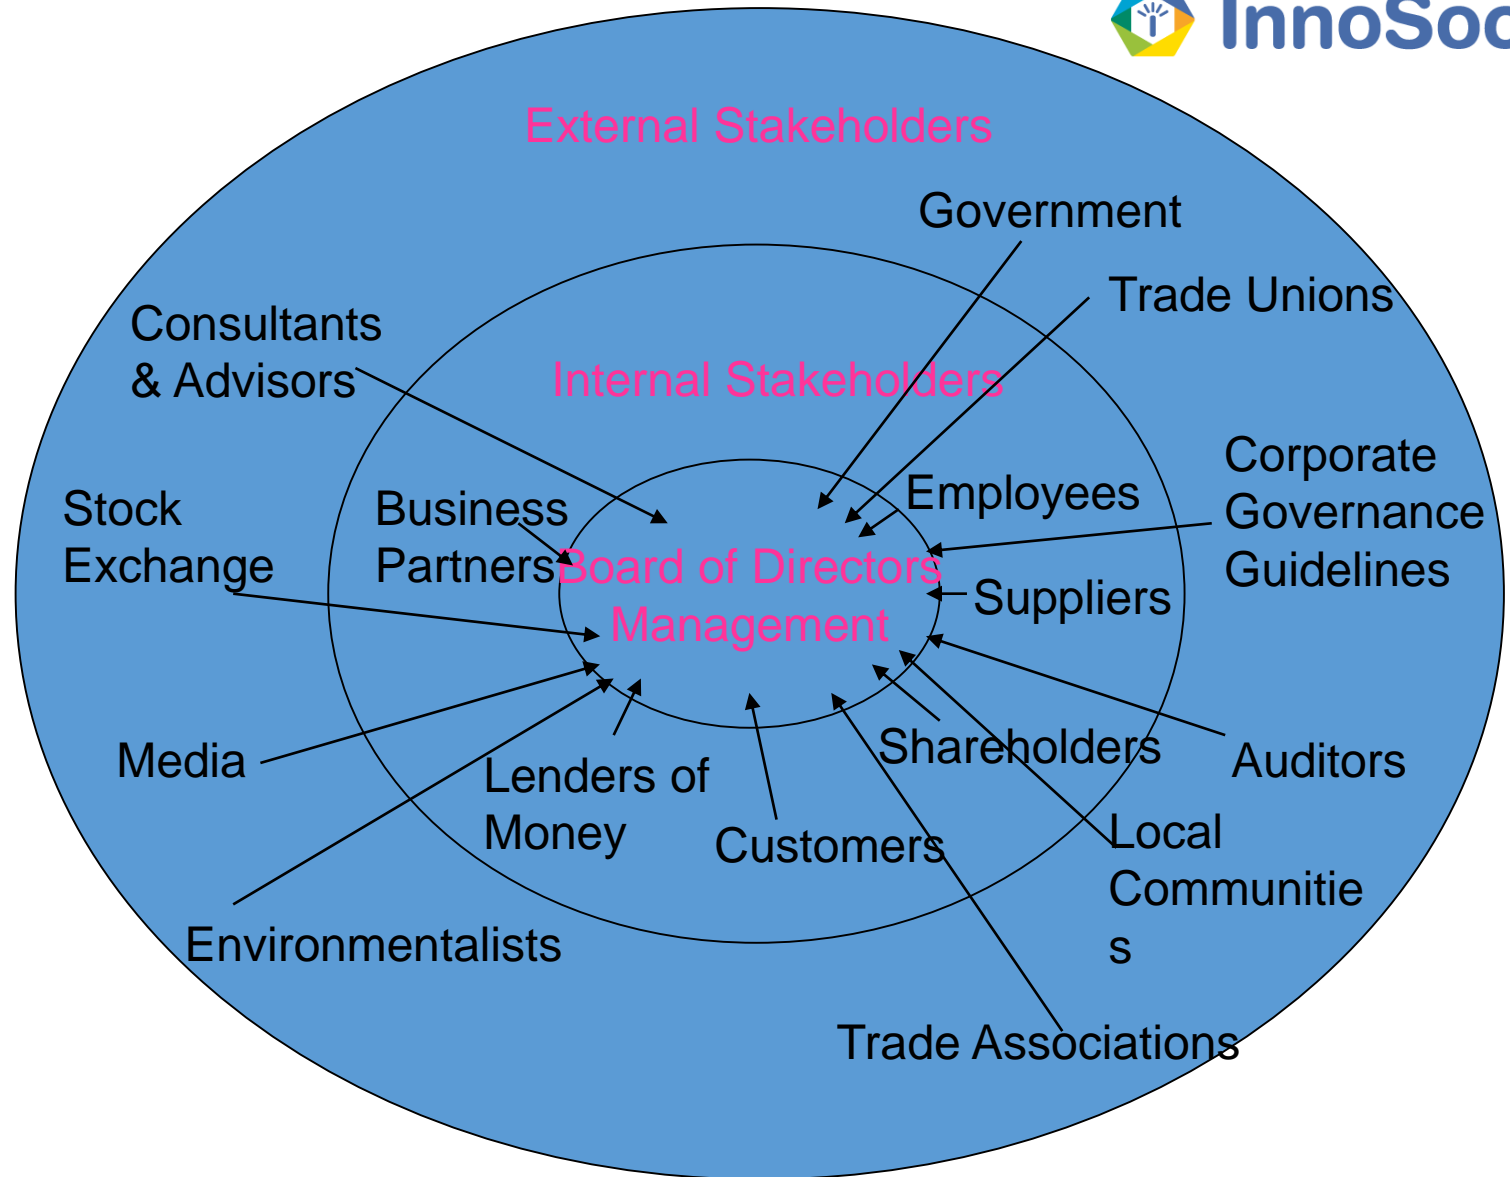 InnoSoc
External Stakeholders
Government
Trade Unions
Consultants
& Advisors
Internal Stakeholders
Corporate
Governance
Guidelines
Employees
Stock
Exchange
Business
Partners
Board of Directors
Management
Suppliers
Shareholders
Auditors
Media
Lenders of
Money
Customers
Local
Communitie
s
Environmentalists
Trade Associations